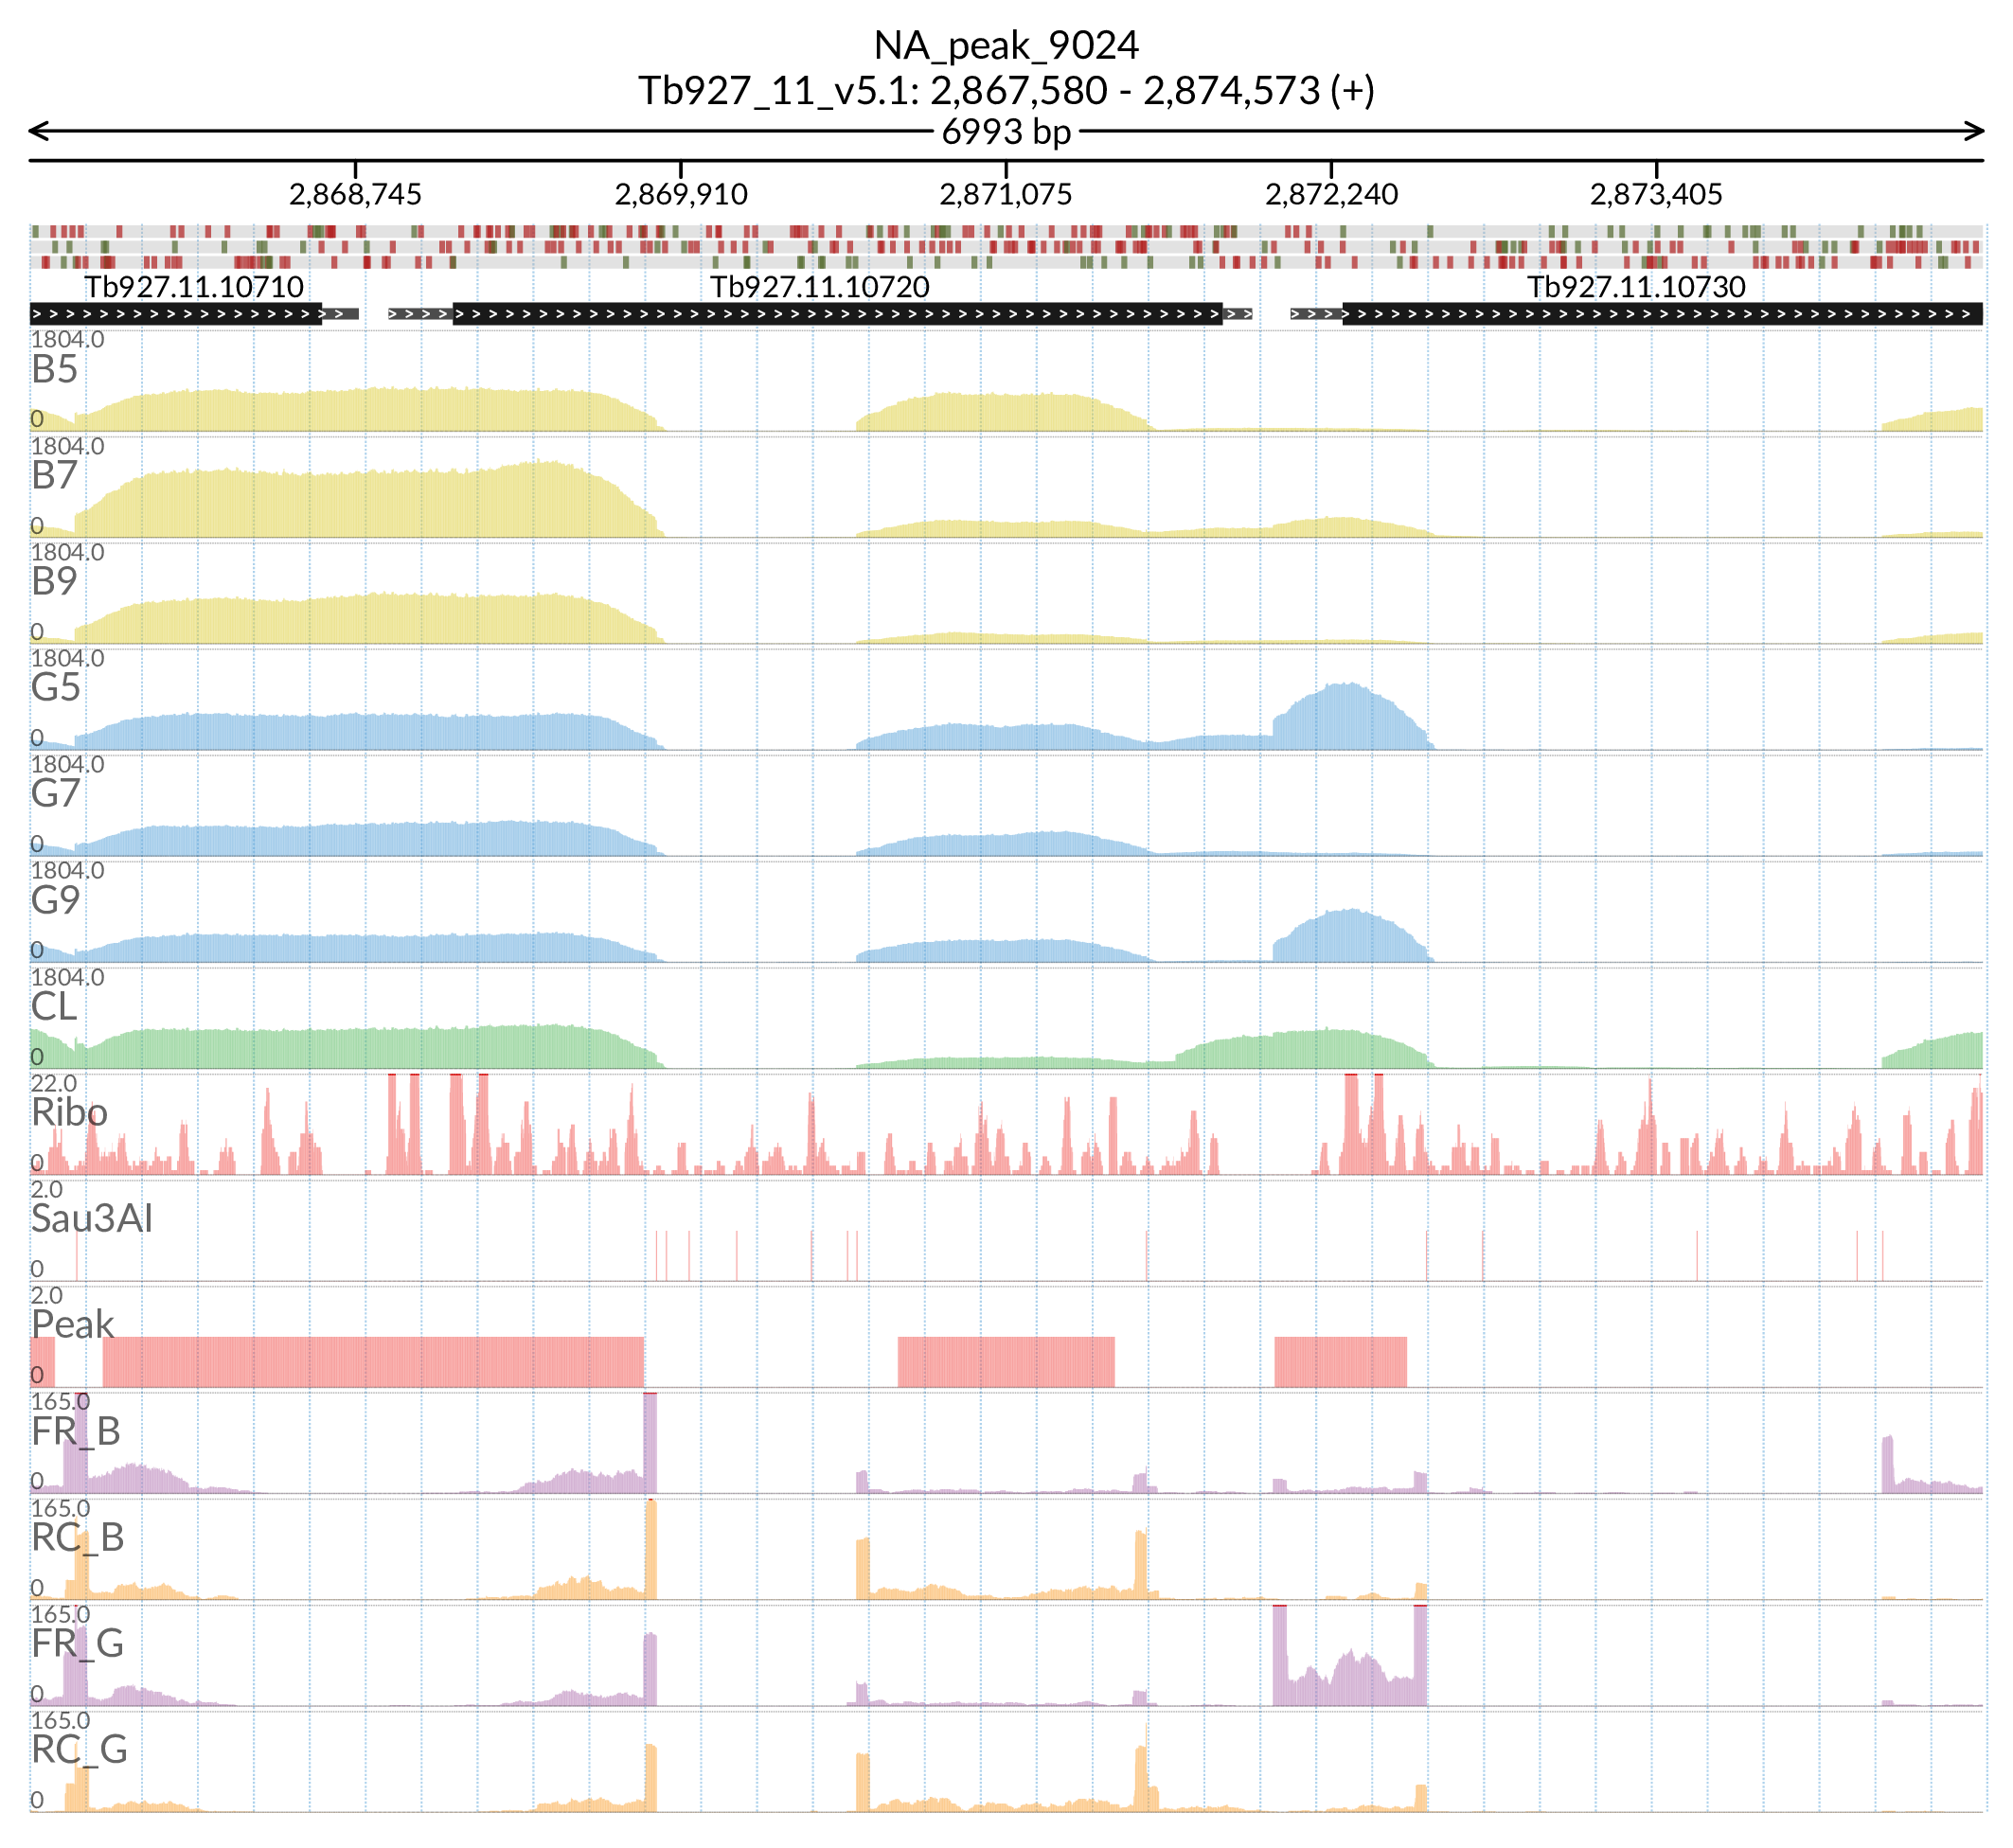 NA_peak_9024
Tb927_11_v5.1: 2,867,580 - 2,874,573 (+)
6993 bp
2,868,745 2,869,910 2,871,075 2,872,240 2,873,405
Tb927.11.10710 Tb927.11.10720 Tb927.11.10730
1804.0
B5
0
1804.0
B7
0
1804.0
B9
0
1804.0
G5
0
1804.0
G7
0
1804.0
G9
0
1804.0
CL
0
22.0
Ribo
0
2.0
Sau3AI
0
2.0
Peak
0
165.0
FR_B
0
165.0
RC_B
0
165.0
FR_G
0
165.0
RC_G
0